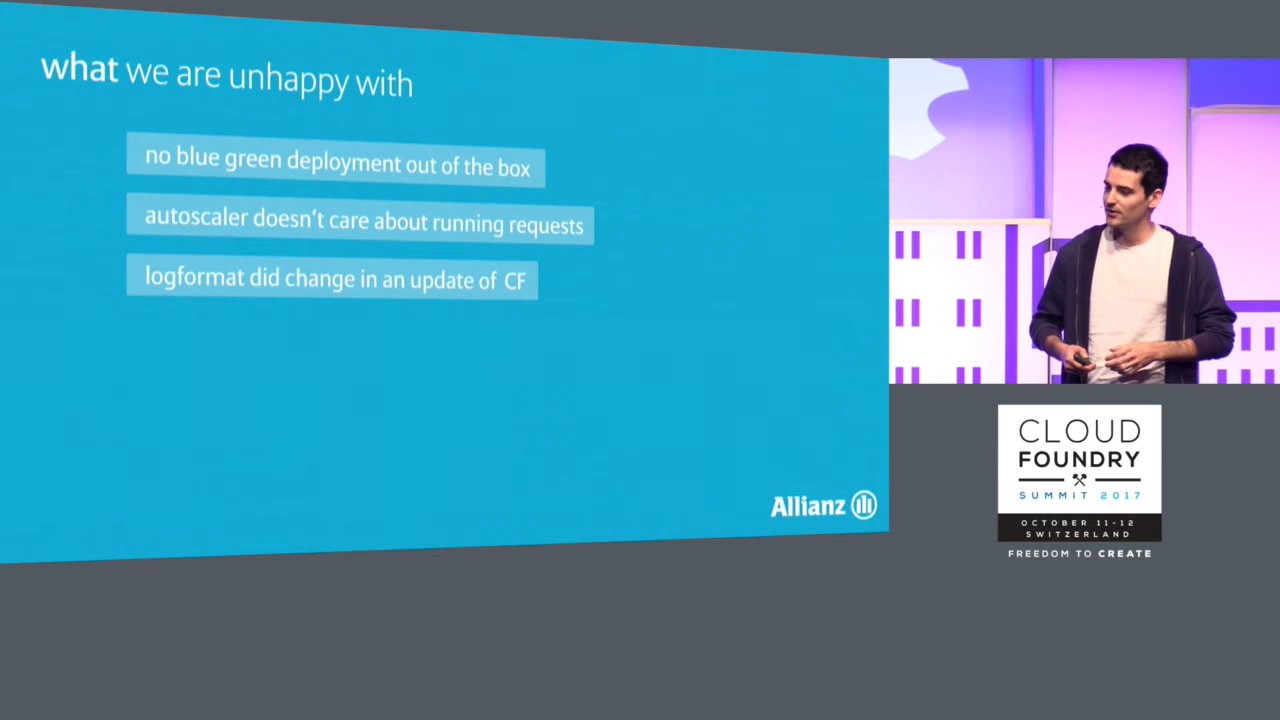 what we are unhappy with
no blue green deployment out of the box
autoscaler doesn't care about running requests
logformat did change in an update of CF
Allianz
CLOUD
FOUNDRY
SUMMIT 2017
OCTOBER 11-12
SWITZERLAND
FREEDOM TO CREATE